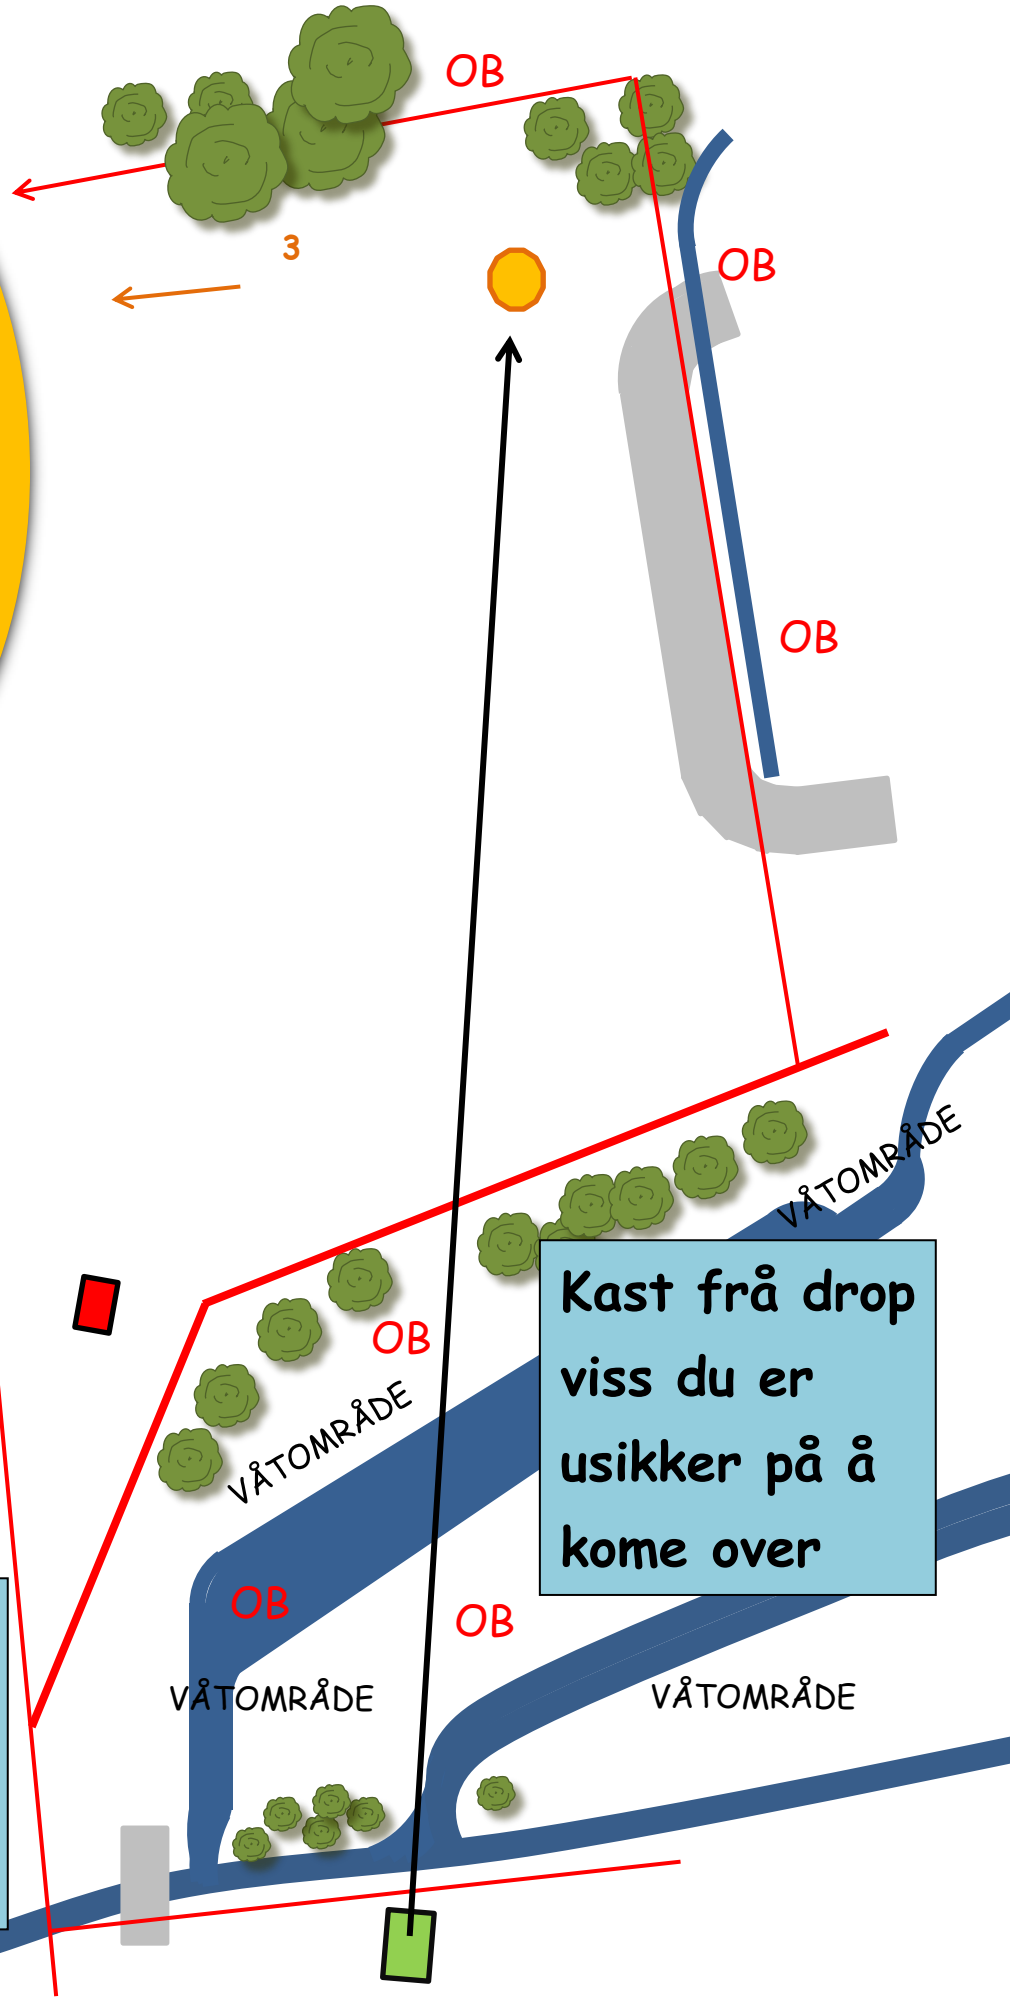 OB
3
OB
OB
VÅTOMRÅDE
Kast frå drop
viss du er
usikker på å
kome over
OB
VÅTOMRÅDE
OB
OB
VÅTOMRÅDE
VÅTOMRÅDE